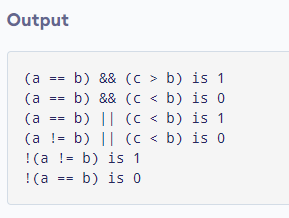 Output
(a == b) && (c > b) is 1
(a == b) && (c < b) is 0
(a == b) || (c < b) is 1
(a != b) || (c < b) is 0
!(a != b) is 1
!(a == b) is 0